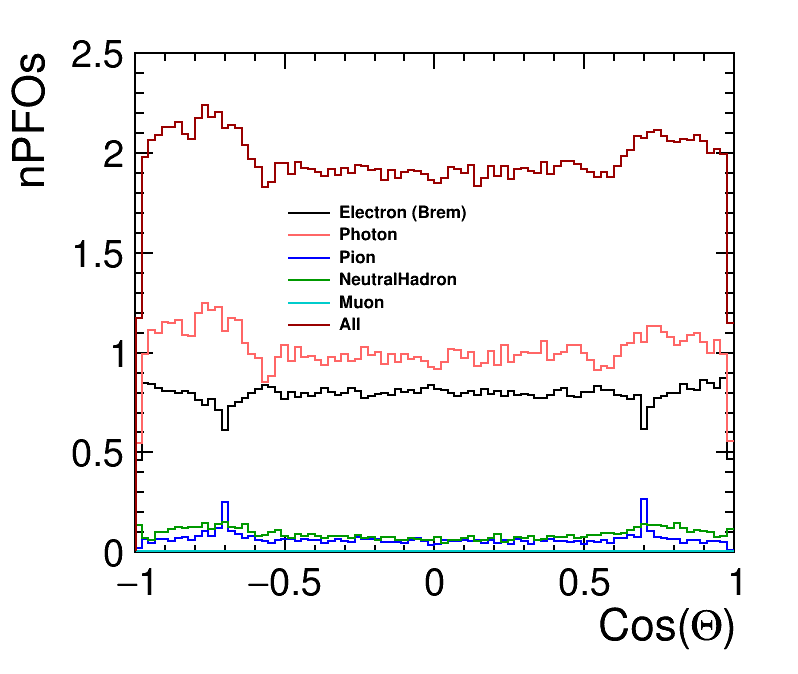 nPFOs
2.5
2
1.5
1
0.5
0
Electron (Brem)
Photon
Pion
NeutralHadron
Muon
All
−1 −0.5 0 0.5 1
Cos(Θ)